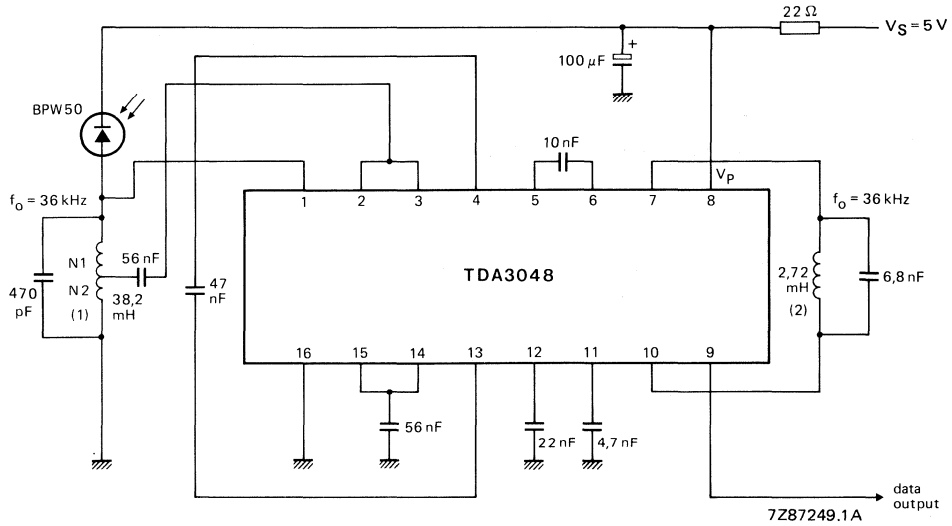 22 Ω
V_S = 5 V
100 µF
+
BPW50
10 nF
V_P
1 2 3 4 5 6 7 8
f_o = 36 kHz
f_o = 36 kHz
N1
56 nF
N2
470
pF
(1)
38,2
mH
47
nF
TDA3048
2,72
mH
(2)
6,8 nF
16 15 14 13 12 11 10 9
56 nF
22 nF
4,7 nF
data
output
7Z87249.1A